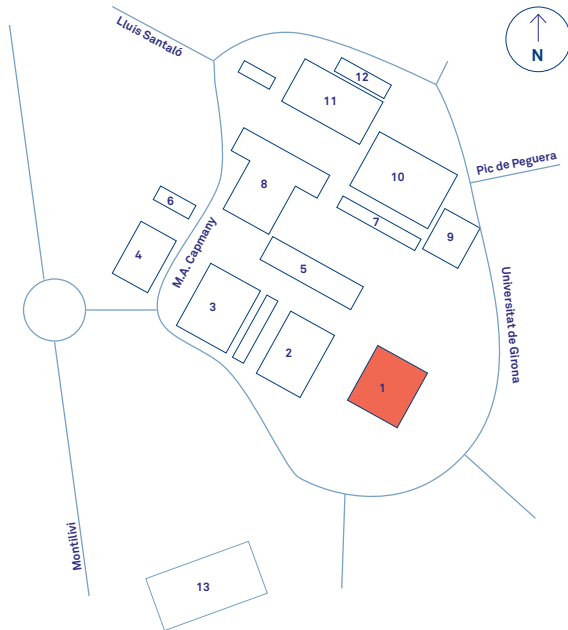 Lluís Santaló
N
12
11
10
Pic de Peguera
8
6
7
9
4
M.A. Capmany
5
3
Universitat de Girona
2
1
Montilivi
13